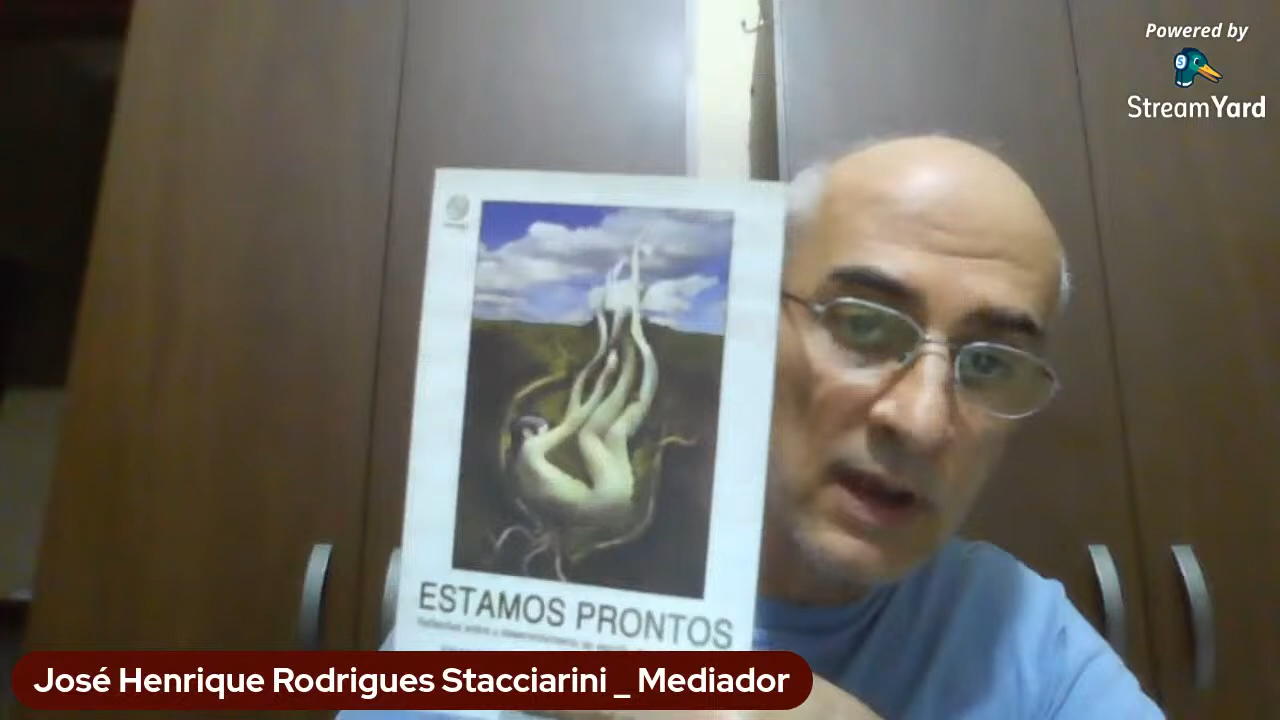 Powered by
StreamYard
ESTAMOS PRONTOS
José Henrique Rodrigues Stacciarini _ Mediador